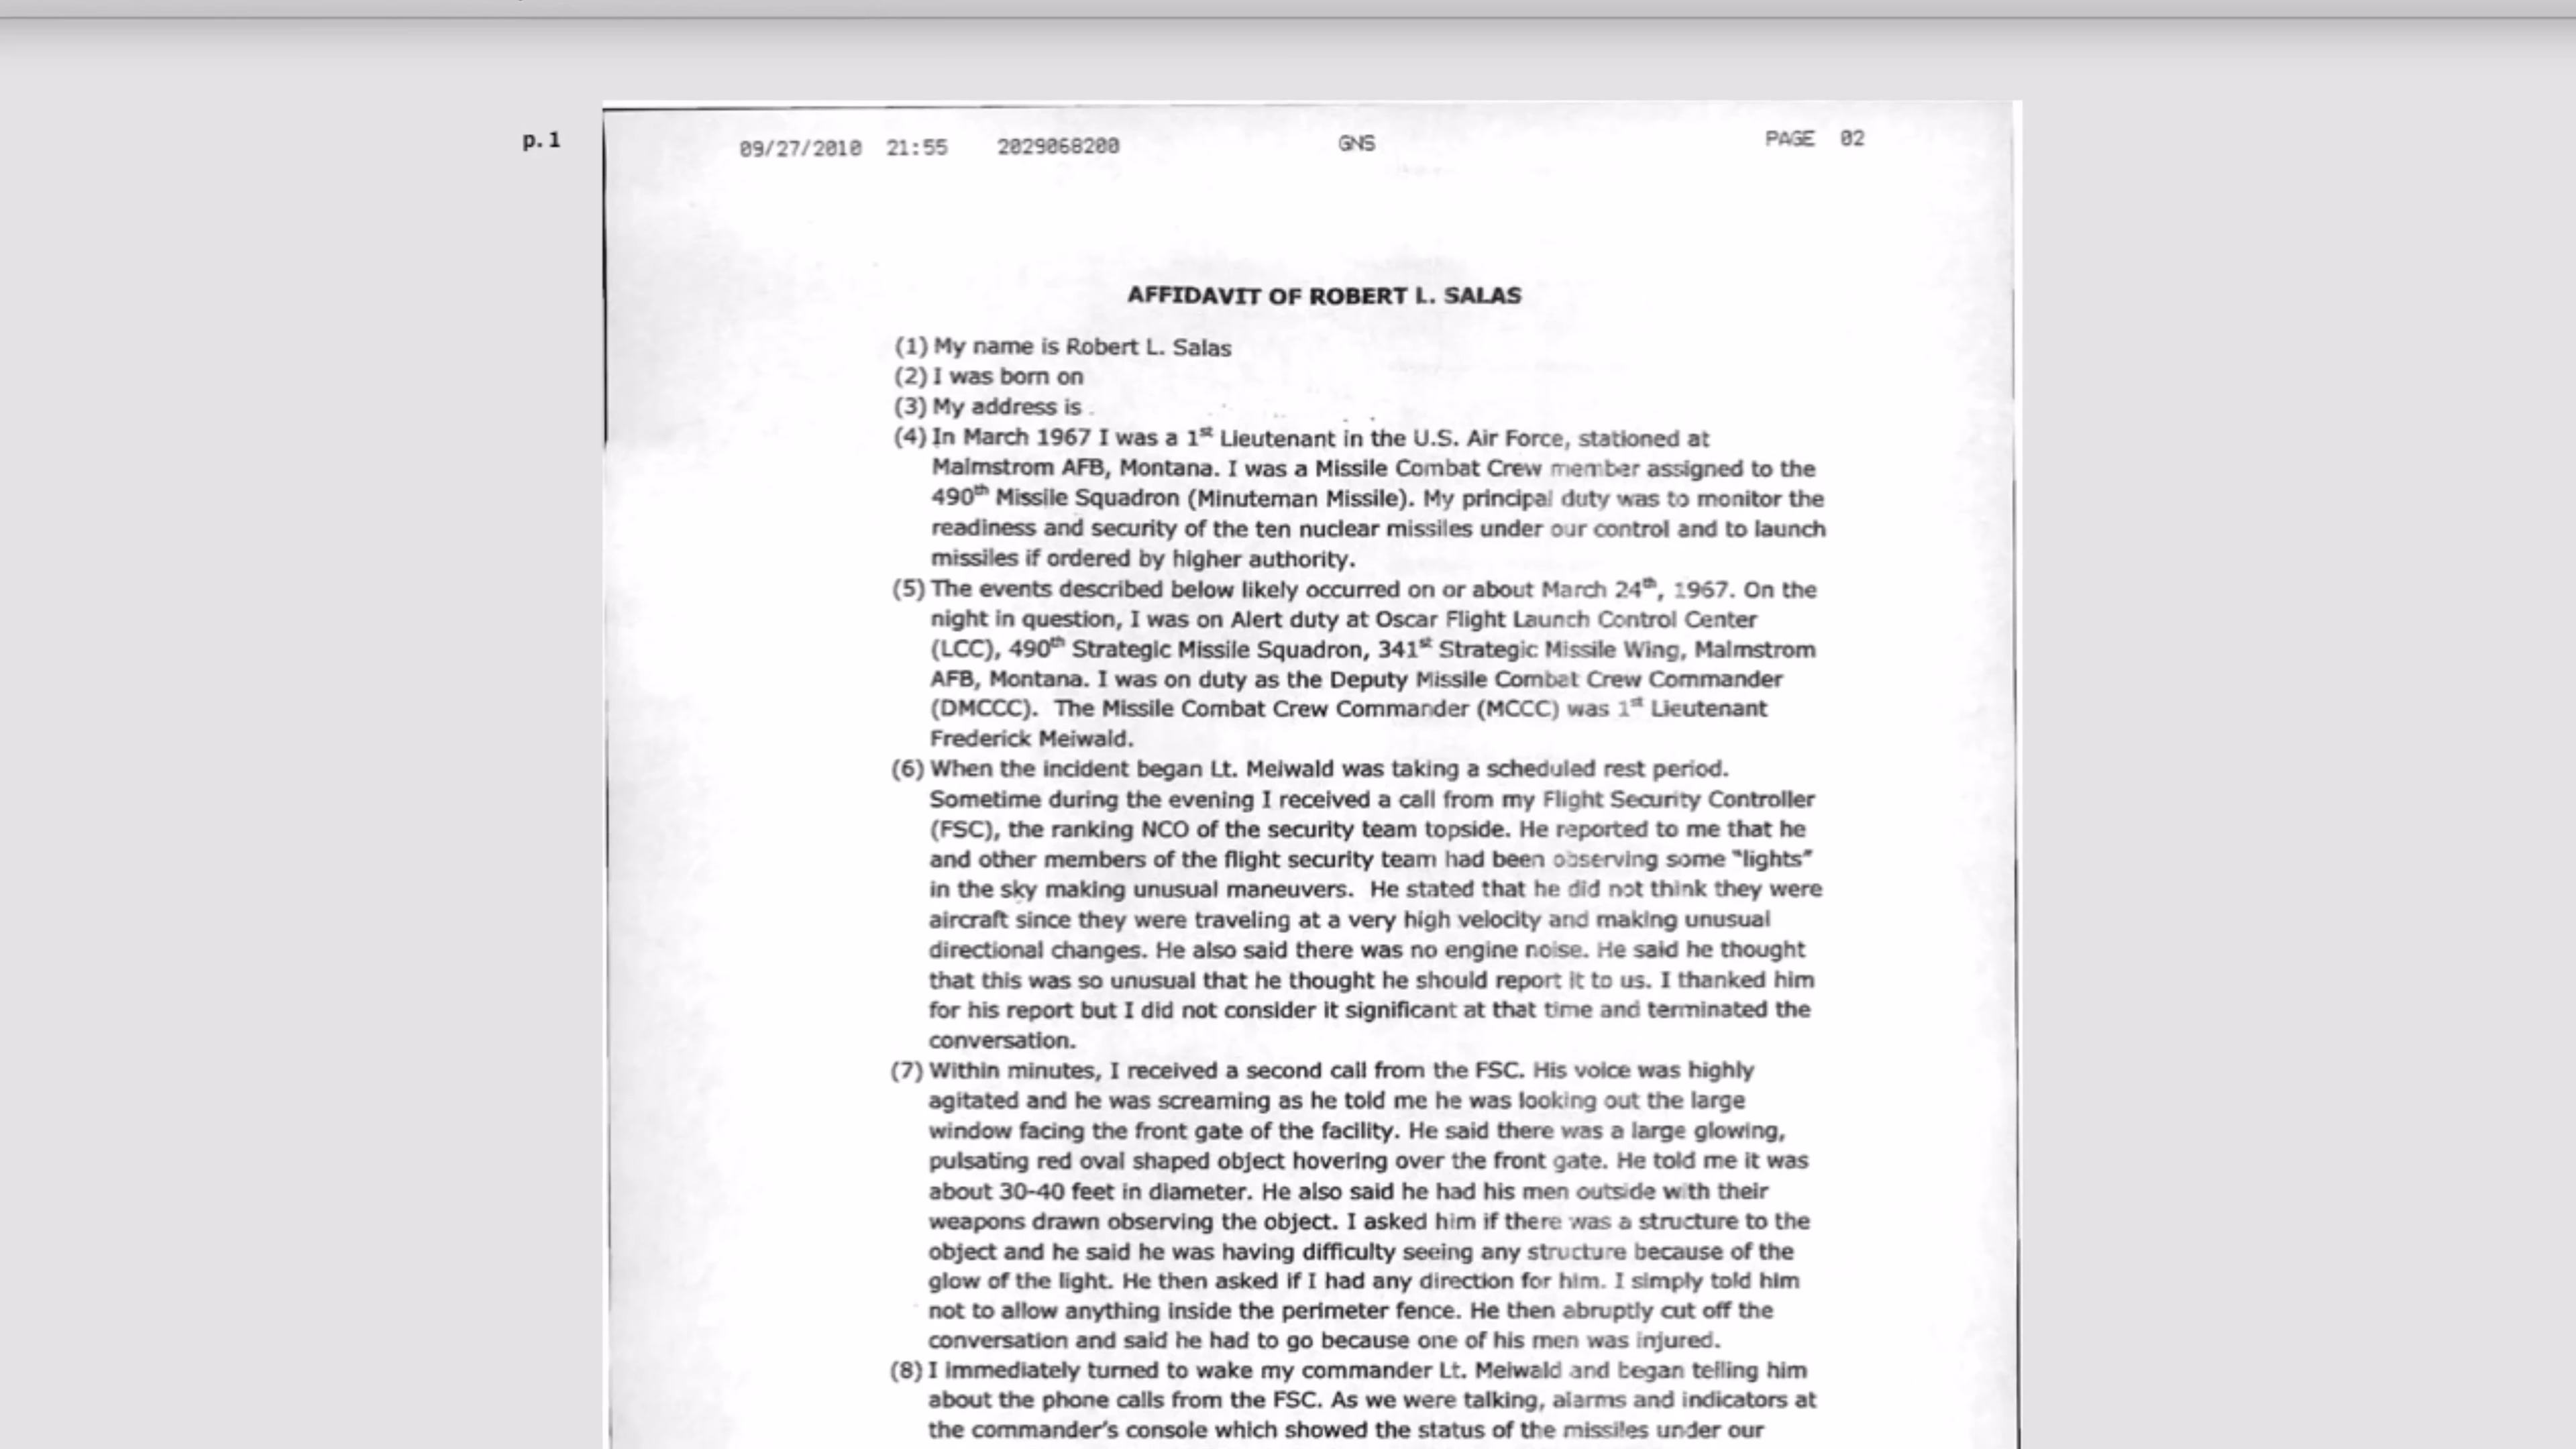 p.1
09/27/2010 21:55 2029068200 GNS PAGE 02
AFFIDAVIT OF ROBERT L. SALAS
(1) My name is Robert L. Salas
(2) I was born on
(3) My address is .
(4) In March 1967 I was a 1st Lieutenant in the U.S. Air Force, stationed at
Malmstrom AFB, Montana. I was a Missile Combat Crew member assigned to the
490th Missile Squadron (Minuteman Missile). My principal duty was to monitor the
readiness and security of the ten nuclear missiles under our control and to launch
missiles if ordered by higher authority.
(5) The events described below likely occurred on or about March 24th, 1967. On the
night in question, I was on Alert duty at Oscar Flight Launch Control Center
(LCC), 490th Strategic Missile Squadron, 341st Strategic Missile Wing, Malmstrom
AFB, Montana. I was on duty as the Deputy Missile Combat Crew Commander
(DMCCC). The Missile Combat Crew Commander (MCCC) was 1st Lieutenant
Frederick Meiwald.
(6) When the incident began Lt. Meiwald was taking a scheduled rest period.
Sometime during the evening I received a call from my Flight Security Controller
(FSC), the ranking NCO of the security team topside. He reported to me that he
and other members of the flight security team had been observing some "lights"
in the sky making unusual maneuvers. He stated that he did not think they were
aircraft since they were traveling at a very high velocity and making unusual
directional changes. He also said there was no engine noise. He said he thought
that this was so unusual that he thought he should report it to us. I thanked him
for his report but I did not consider it significant at that time and terminated the
conversation.
(7) Within minutes, I received a second call from the FSC. His voice was highly
agitated and he was screaming as he told me he was looking out the large
window facing the front gate of the facility. He said there was a large glowing,
pulsating red oval shaped object hovering over the front gate. He told me it was
about 30-40 feet in diameter. He also said he had his men outside with their
weapons drawn observing the object. I asked him if there was a structure to the
object and he said he was having difficulty seeing any structure because of the
glow of the light. He then asked if I had any direction for him. I simply told him
not to allow anything inside the perimeter fence. He then abruptly cut off the
conversation and said he had to go because one of his men was injured.
(8) I immediately turned to wake my commander Lt. Meiwald and began telling him
about the phone calls from the FSC. As we were talking, alarms and indicators at
the commander's console which showed the status of the missiles under our